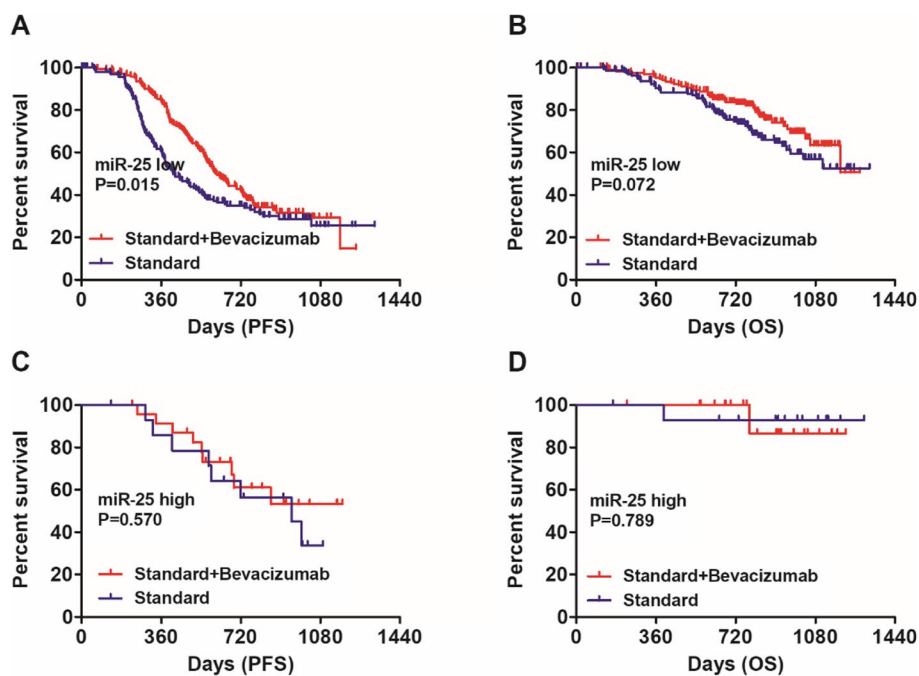 A
Percent survival
100
80
60
40
20
0
miR-25 low
P=0.015
Standard+Bevacizumab
Standard
0 360 720 1080 1440
Days (PFS)
B
Percent survival
100
80
60
40
20
0
miR-25 low
P=0.072
Standard+Bevacizumab
Standard
0 360 720 1080 1440
Days (OS)
C
Percent survival
100
80
60
40
20
0
miR-25 high
P=0.570
Standard+Bevacizumab
Standard
0 360 720 1080 1440
Days (PFS)
D
Percent survival
100
80
60
40
20
0
miR-25 high
P=0.789
Standard+Bevacizumab
Standard
0 360 720 1080 1440
Days (OS)